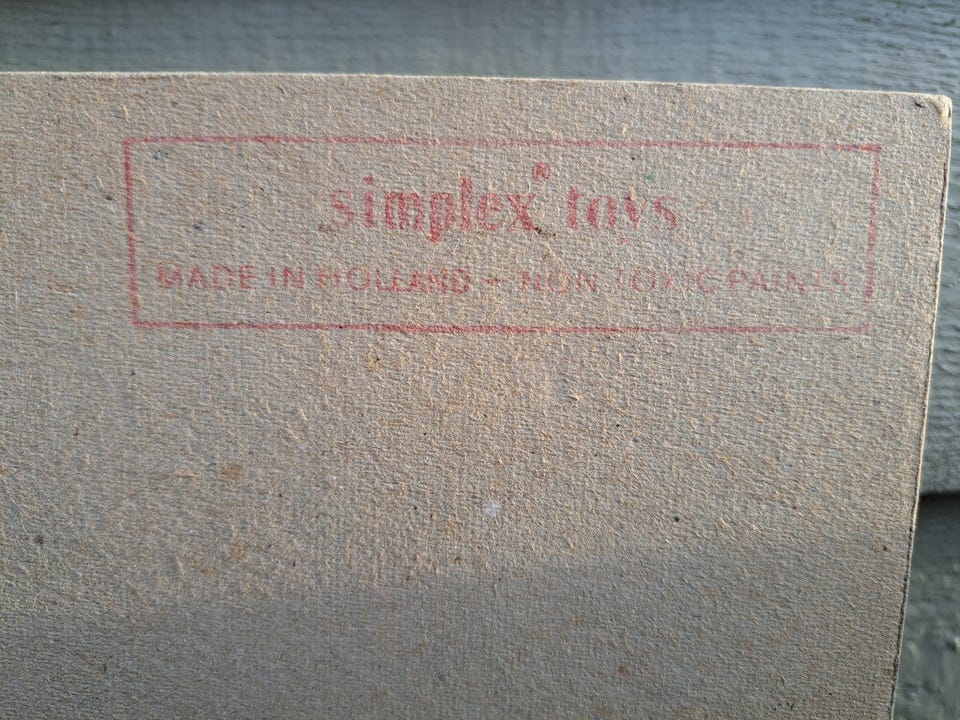 simplex® toys
MADE IN HOLLAND — NON TOXIC PAINTS